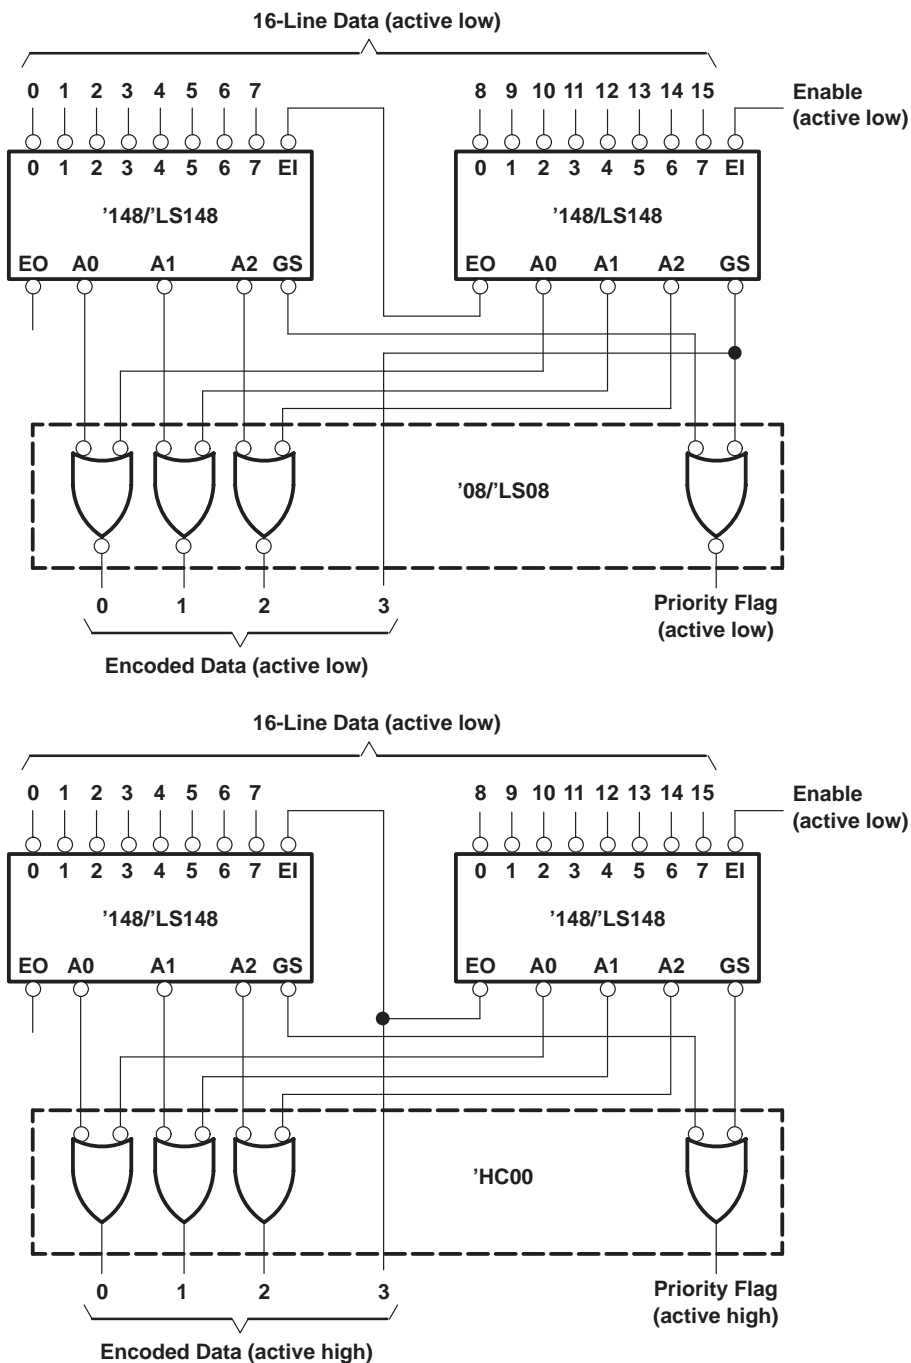 16-Line Data (active low)
0 1 2 3 4 5 6 7 8 9 10 11 12 13 14 15 Enable
(active low)
0 1 2 3 4 5 6 7 EI 0 1 2 3 4 5 6 7 EI
’148/’LS148 ’148/LS148
EO A0 A1 A2 GS EO A0 A1 A2 GS
’08/’LS08
0 1 2 3 Priority Flag
(active low)
Encoded Data (active low)
16-Line Data (active low)
0 1 2 3 4 5 6 7 8 9 10 11 12 13 14 15 Enable
(active low)
0 1 2 3 4 5 6 7 EI 0 1 2 3 4 5 6 7 EI
’148/’LS148 ’148/’LS148
EO A0 A1 A2 GS EO A0 A1 A2 GS
’HC00
0 1 2 3 Priority Flag
(active high)
Encoded Data (active high)